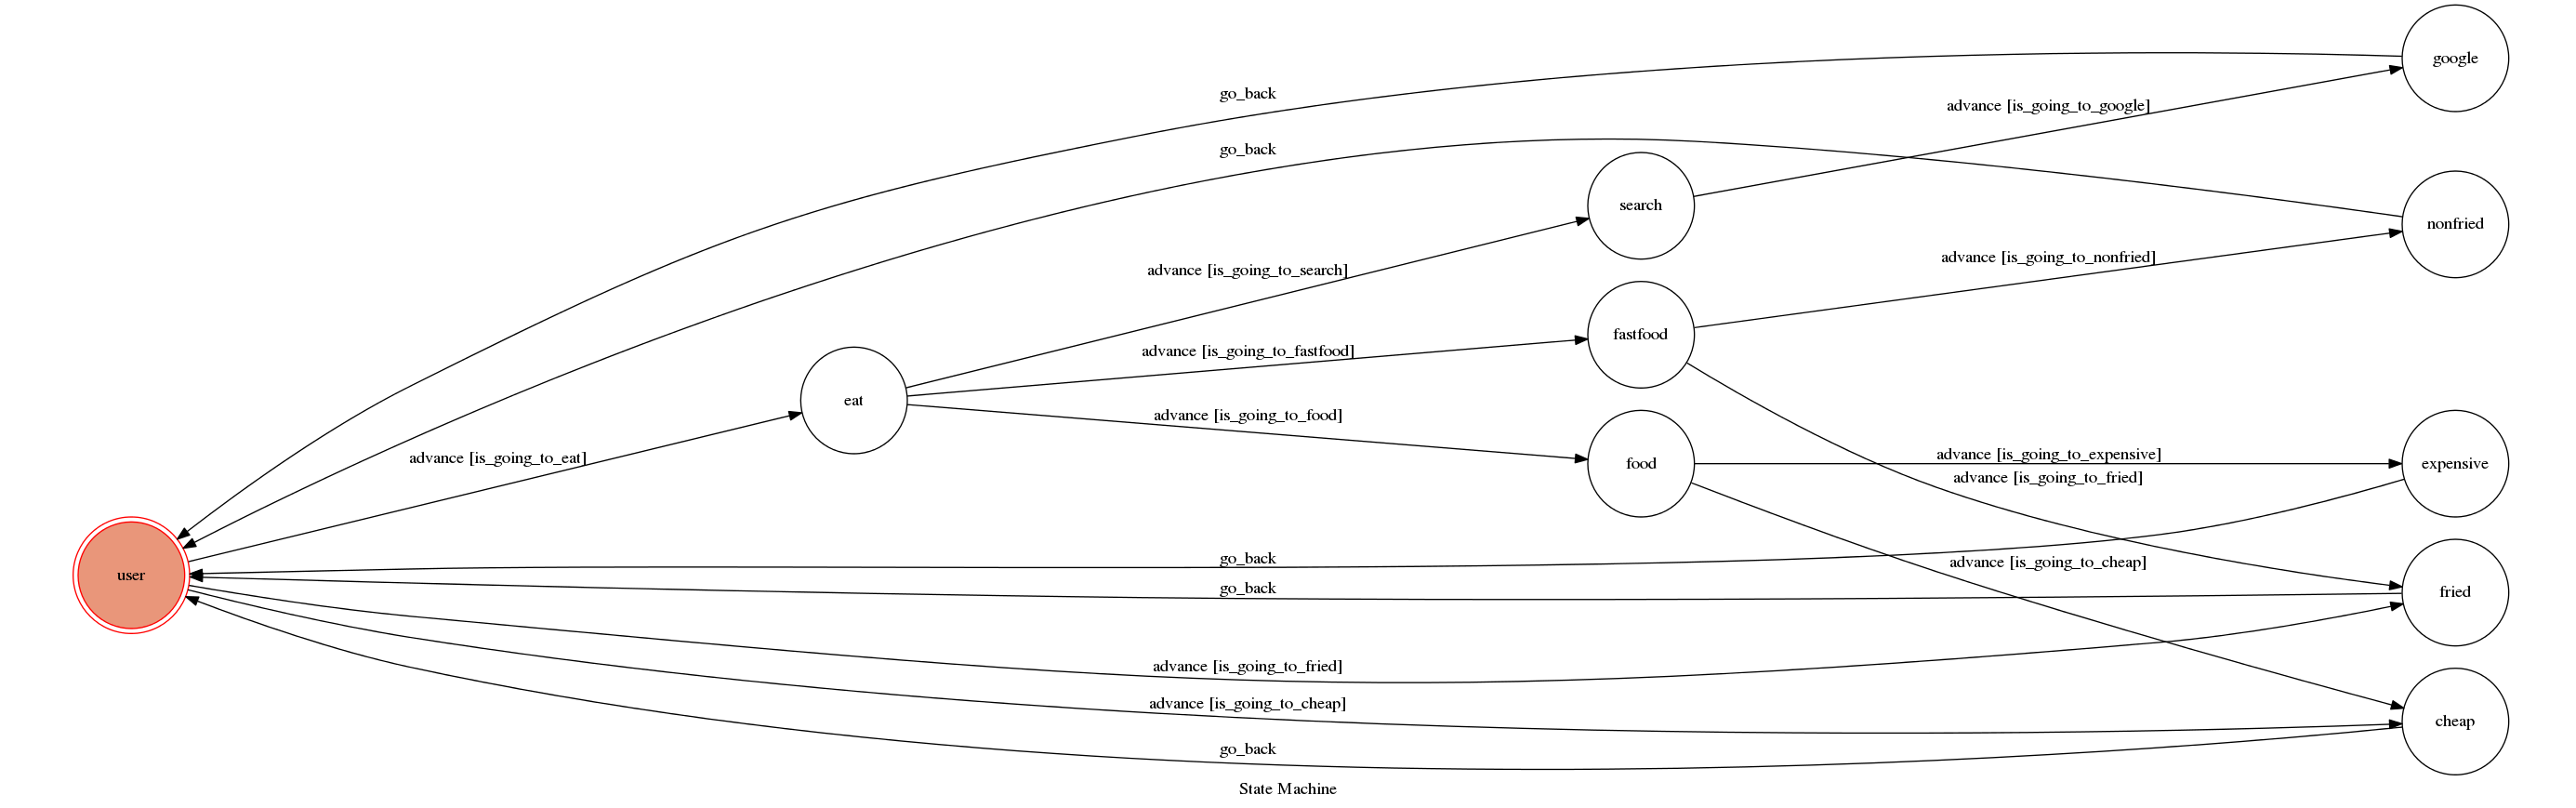 google
go_back
advance [is_going_to_google]
go_back
search
nonfried
advance [is_going_to_nonfried]
advance [is_going_to_search]
fastfood
advance [is_going_to_fastfood]
eat
advance [is_going_to_food]
advance [is_going_to_eat]
food
advance [is_going_to_expensive]
expensive
advance [is_going_to_fried]
go_back
advance [is_going_to_cheap]
user
go_back
fried
advance [is_going_to_fried]
advance [is_going_to_cheap]
cheap
go_back
State Machine